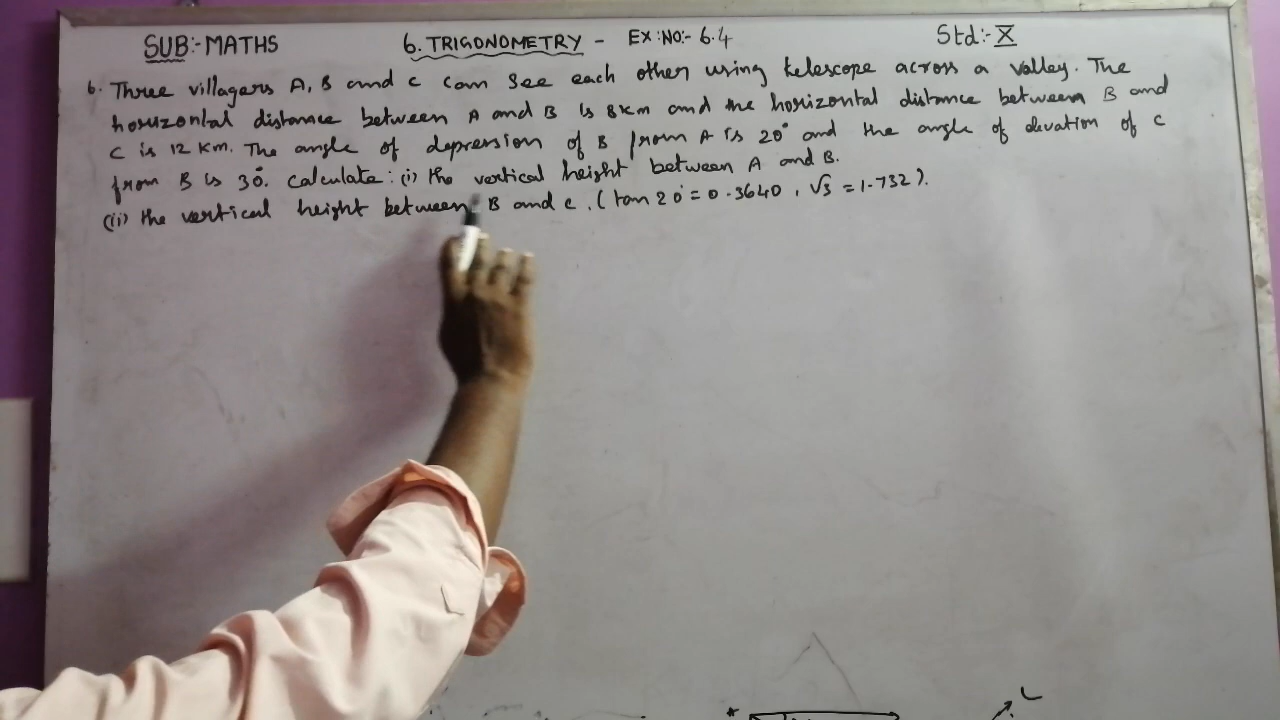 SUB:- MATHS 6. TRIGONOMETRY - EX:NO:- 6.4 Std:- X
6. Three villagers A, B and C can see each other using telescope across a valley. The
horizontal distance between A and B is 8km and the horizontal distance between B and
C is 12 km. The angle of depression of B from A is 20° and the angle of elevation of C
from B is 30°. Calculate: (i) the vertical height between A and B.
(ii) the vertical height between B and C. (tan 20° = 0.3640, √3 = 1.732).